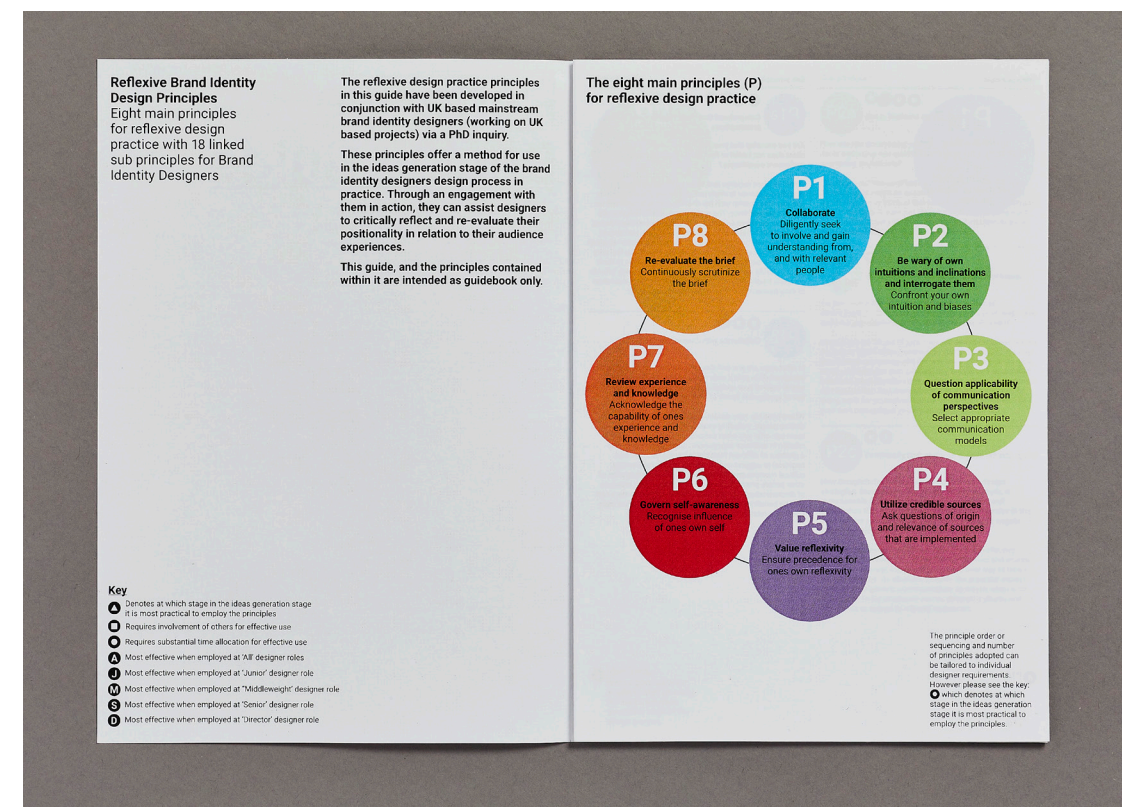 Reflexive Brand Identity
Design Principles
Eight main principles
for reflexive design
practice with 18 linked
sub principles for Brand
Identity Designers
The reflexive design practice principles
in this guide have been developed in
conjunction with UK based mainstream
brand identity designers (working on UK
based projects) via a PhD inquiry.
These principles offer a method for use
in the ideas generation stage of the brand
identity designers design process in
practice. Through an engagement with
them in action, they can assist designers
to critically reflect and re-evaluate their
positionality in relation to their audience
experiences.
This guide, and the principles contained
within it are intended as guidebook only.
Key
Denotes at which stage in the ideas generation stage
it is most practical to employ the principles
Requires involvement of others for effective use
Requires substantial time allocation for effective use
A Most effective when employed at 'All' designer roles
J Most effective when employed at 'Junior' designer role
M Most effective when employed at "Middleweight' designer role
S Most effective when employed at 'Senior' designer role
D Most effective when employed at 'Director' designer role
The eight main principles (P)
for reflexive design practice
P1
Collaborate
Diligently seek
to involve and gain
understanding from,
and with relevant
people
P2
Be wary of own
intuitions and inclinations
and interrogate them
Confront your own
intuition and biases
P3
Question applicability
of communication
perspectives
Select appropriate
communication
models
P4
Utilize credible sources
Ask questions of origin
and relevance of sources
that are implemented
P5
Value reflexivity
Ensure precedence for
ones own reflexivity
P6
Govern self-awareness
Recognise influence
of ones own self
P7
Review experience
and knowledge
Acknowledge the
capability of ones
experience and
knowledge
P8
Re-evaluate the brief
Continuously scrutinize
the brief
The principle order or
sequencing and number
of principles adopted can
be tailored to individual
designer requirements.
However please see the key:
which denotes at which
stage in the ideas generation
stage it is most practical to
employ the principles.